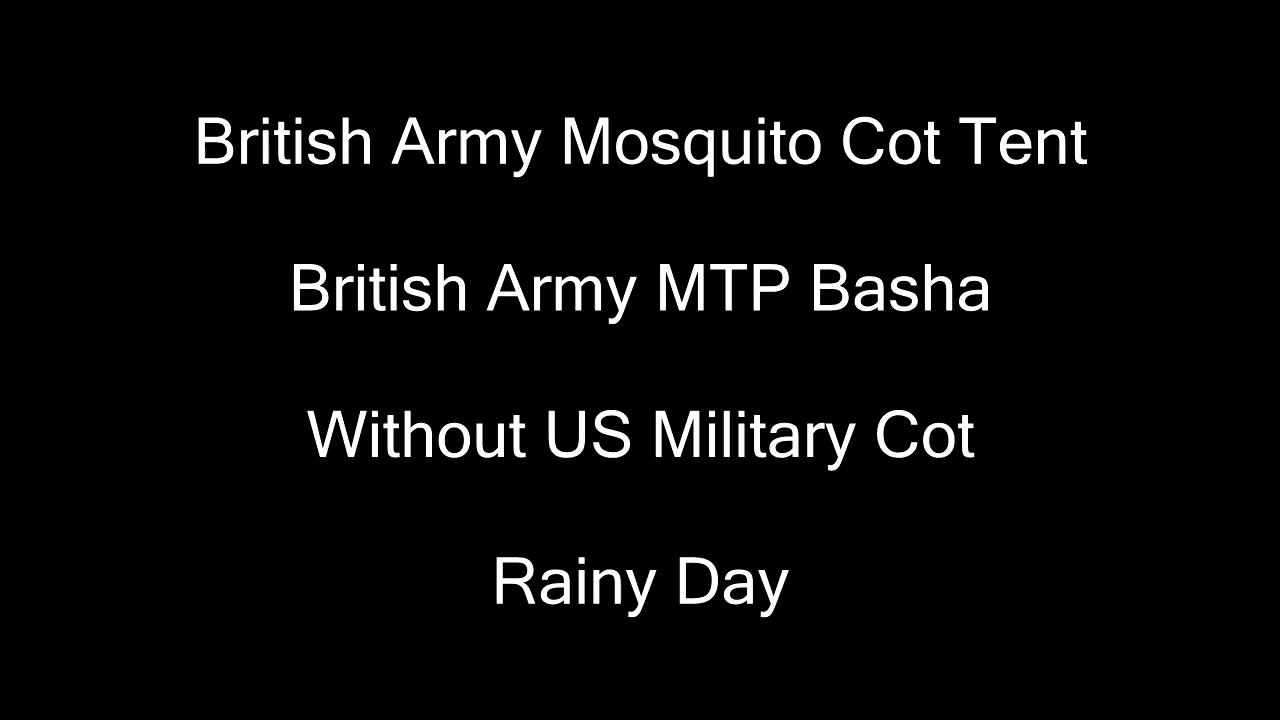 British Army Mosquito Cot Tent
British Army MTP Basha
Without US Military Cot
Rainy Day